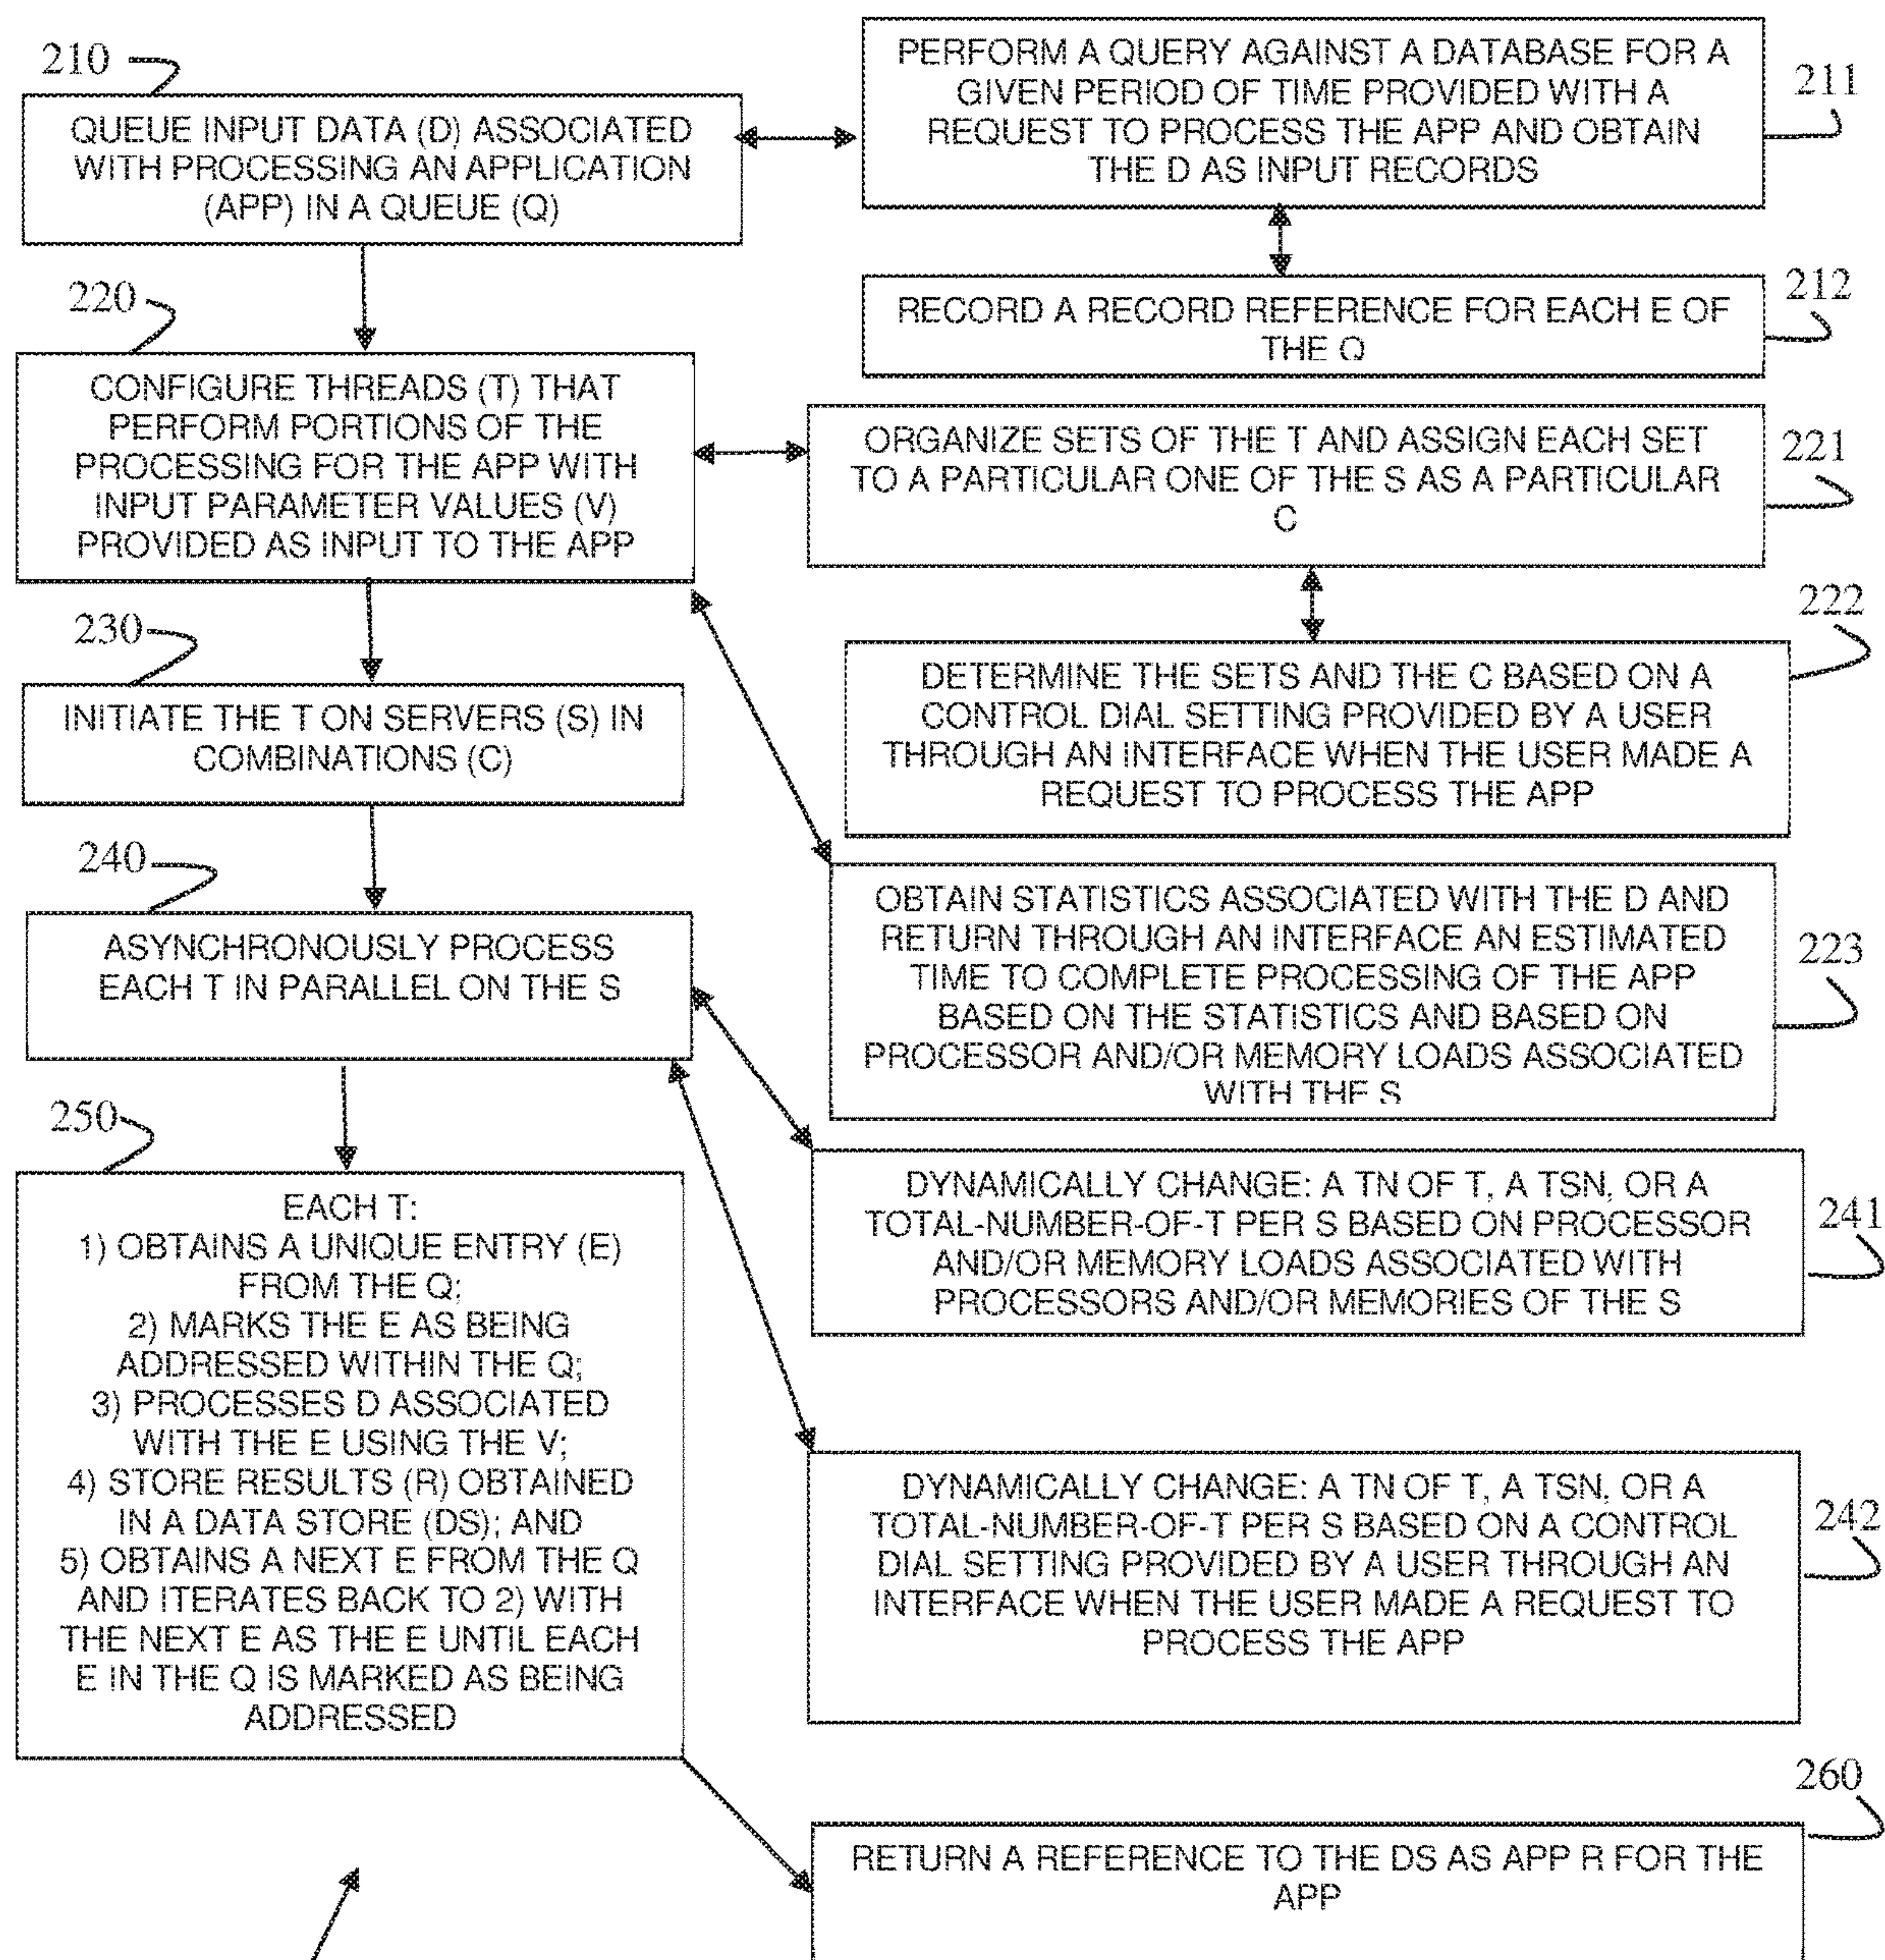 210
QUEUE INPUT DATA (D) ASSOCIATED
WITH PROCESSING AN APPLICATION
(APP) IN A QUEUE (Q)
PERFORM A QUERY AGAINST A DATABASE FOR A
GIVEN PERIOD OF TIME PROVIDED WITH A
REQUEST TO PROCESS THE APP AND OBTAIN
THE D AS INPUT RECORDS
211
RECORD A RECORD REFERENCE FOR EACH E OF
THE Q
212
220
CONFIGURE THREADS (T) THAT
PERFORM PORTIONS OF THE
PROCESSING FOR THE APP WITH
INPUT PARAMETER VALUES (V)
PROVIDED AS INPUT TO THE APP
ORGANIZE SETS OF THE T AND ASSIGN EACH SET
TO A PARTICULAR ONE OF THE S AS A PARTICULAR
C
221
DETERMINE THE SETS AND THE C BASED ON A
CONTROL DIAL SETTING PROVIDED BY A USER
THROUGH AN INTERFACE WHEN THE USER MADE A
REQUEST TO PROCESS THE APP
222
230
INITIATE THE T ON SERVERS (S) IN
COMBINATIONS (C)
OBTAIN STATISTICS ASSOCIATED WITH THE D AND
RETURN THROUGH AN INTERFACE AN ESTIMATED
TIME TO COMPLETE PROCESSING OF THE APP
BASED ON THE STATISTICS AND BASED ON
PROCESSOR AND/OR MEMORY LOADS ASSOCIATED
WITH THE S
223
240
ASYNCHRONOUSLY PROCESS
EACH T IN PARALLEL ON THE S
DYNAMICALLY CHANGE: A TN OF T, A TSN, OR A
TOTAL-NUMBER-OF-T PER S BASED ON PROCESSOR
AND/OR MEMORY LOADS ASSOCIATED WITH
PROCESSORS AND/OR MEMORIES OF THE S
241
DYNAMICALLY CHANGE: A TN OF T, A TSN, OR A
TOTAL-NUMBER-OF-T PER S BASED ON A CONTROL
DIAL SETTING PROVIDED BY A USER THROUGH AN
INTERFACE WHEN THE USER MADE A REQUEST TO
PROCESS THE APP
242
250
EACH T:
1) OBTAINS A UNIQUE ENTRY (E)
FROM THE Q;
2) MARKS THE E AS BEING
ADDRESSED WITHIN THE Q;
3) PROCESSES D ASSOCIATED
WITH THE E USING THE V;
4) STORE RESULTS (R) OBTAINED
IN A DATA STORE (DS); AND
5) OBTAINS A NEXT E FROM THE Q
AND ITERATES BACK TO 2) WITH
THE NEXT E AS THE E UNTIL EACH
E IN THE Q IS MARKED AS BEING
ADDRESSED
260
RETURN A REFERENCE TO THE DS AS APP R FOR THE
APP